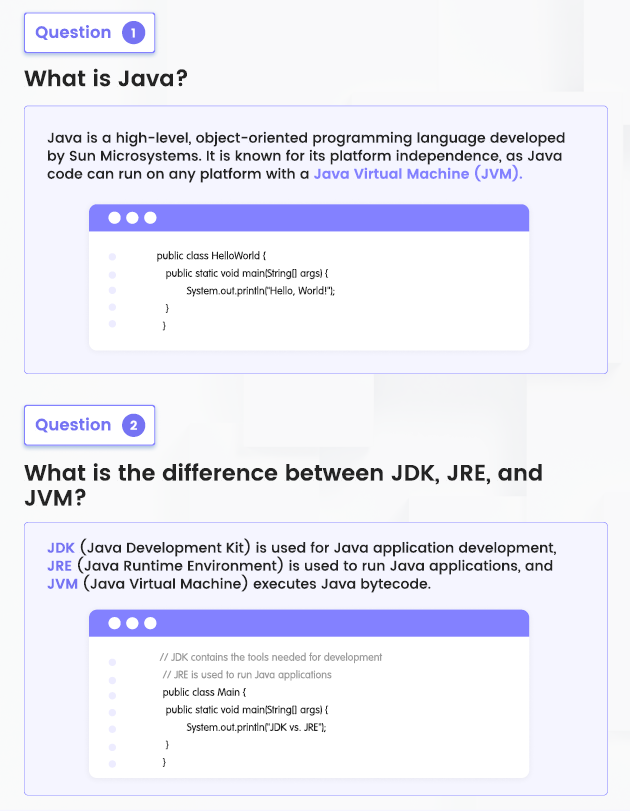 Question 1
What is Java?
Java is a high-level, object-oriented programming language developed
by Sun Microsystems. It is known for its platform independence, as Java
code can run on any platform with a Java Virtual Machine (JVM).
public class HelloWorld {
public static void main(String[] args) {
System.out.println("Hello, World!");
}
}
Question 2
What is the difference between JDK, JRE, and
JVM?
JDK (Java Development Kit) is used for Java application development,
JRE (Java Runtime Environment) is used to run Java applications, and
JVM (Java Virtual Machine) executes Java bytecode.
// JDK contains the tools needed for development
// JRE is used to run Java applications
public class Main {
public static void main(String[] args) {
System.out.println("JDK vs. JRE");
}
}